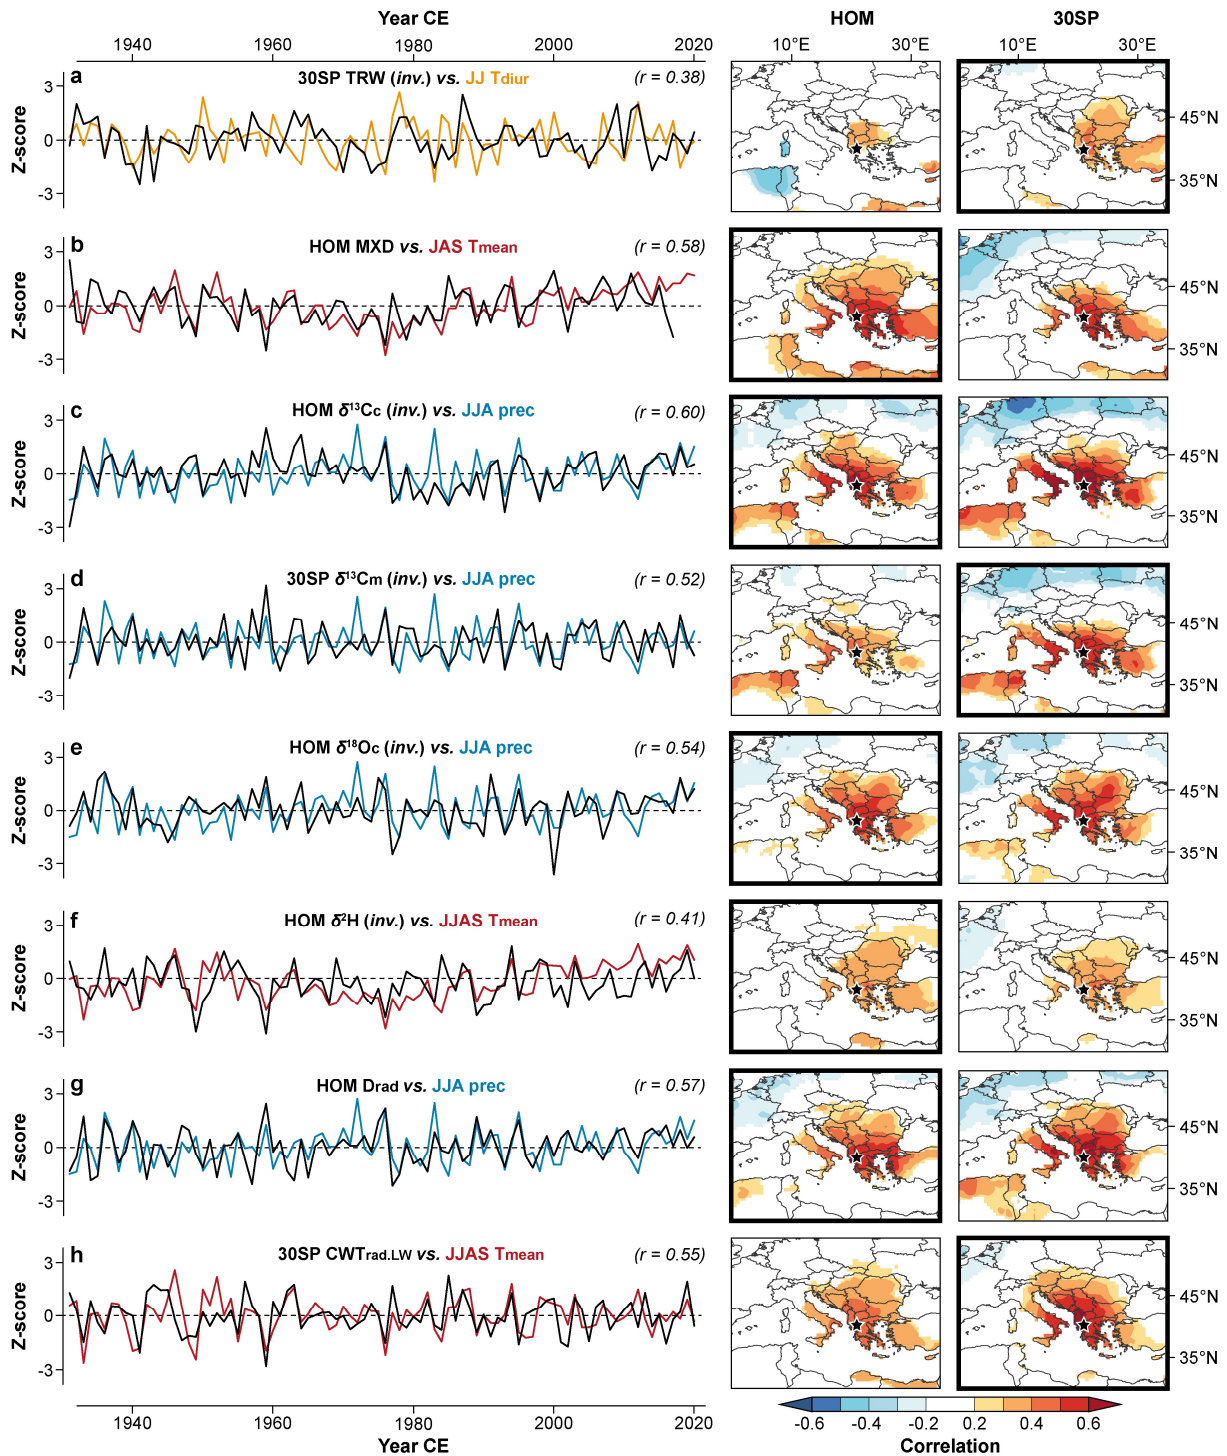 Year CE
HOM
30SP
1940 1960 1980 2000 2020
10°E 30°E
10°E 30°E
a
30SP TRW (inv.) vs. JJ Tdiur
(r = 0.38)
Z-score
3
0
-3
45°N
35°N
b
HOM MXD vs. JAS Tmean
(r = 0.58)
Z-score
3
0
-3
45°N
35°N
c
HOM δ¹³Cc (inv.) vs. JJA prec
(r = 0.60)
Z-score
3
0
-3
45°N
35°N
d
30SP δ¹³Cm (inv.) vs. JJA prec
(r = 0.52)
Z-score
3
0
-3
45°N
35°N
e
HOM δ¹⁸Oc (inv.) vs. JJA prec
(r = 0.54)
Z-score
3
0
-3
45°N
35°N
f
HOM δ²H (inv.) vs. JJAS Tmean
(r = 0.41)
Z-score
3
0
-3
45°N
35°N
g
HOM Drad vs. JJA prec
(r = 0.57)
Z-score
3
0
-3
45°N
35°N
h
30SP CWTrad.LW vs. JJAS Tmean
(r = 0.55)
Z-score
3
0
-3
45°N
35°N
1940 1960 1980 2000 2020
Year CE
-0.6 -0.4 -0.2 0.2 0.4 0.6
Correlation